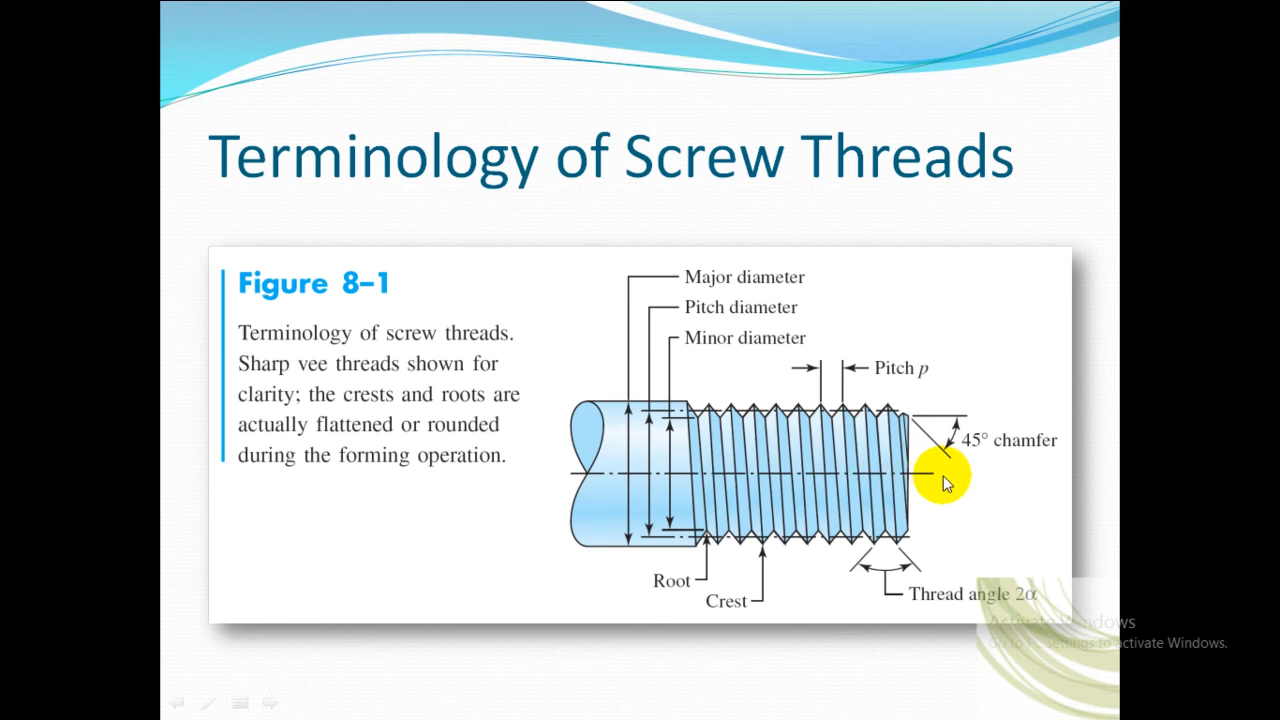 Terminology of Screw Threads
Figure 8–1
Terminology of screw threads.
Sharp vee threads shown for
clarity; the crests and roots are
actually flattened or rounded
during the forming operation.
Major diameter
Pitch diameter
Minor diameter
Pitch p
45° chamfer
Root
Crest
Thread angle 2α
Activate Windows
Go to PC settings to activate Windows.